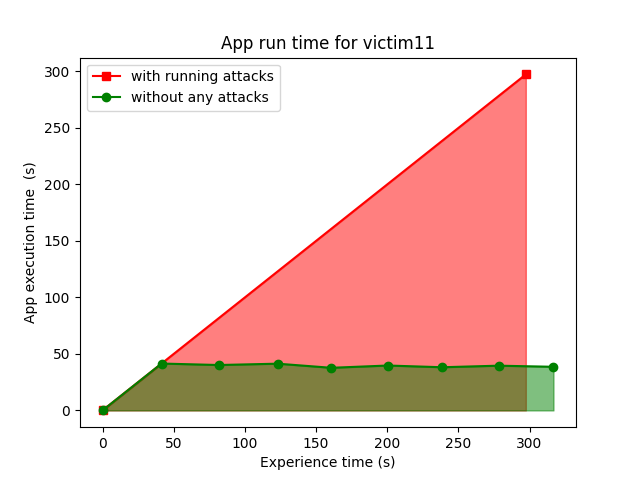 App run time for victim11
with running attacks
without any attacks
App execution time  (s)
300
250
200
150
100
50
0
0 50 100 150 200 250 300
Experience time (s)